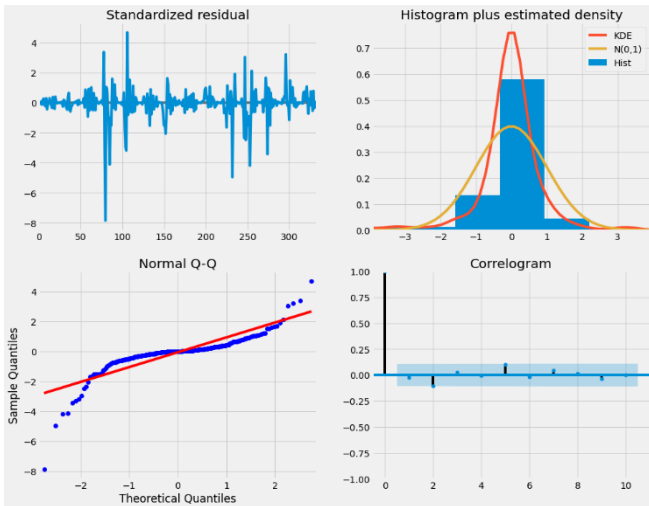 Standardized residual
4
2
0
−2
−4
−6
−8
0 50 100 150 200 250 300
Histogram plus estimated density
KDE
N(0,1)
Hist
0.7
0.6
0.5
0.4
0.3
0.2
0.1
0.0
−3 −2 −1 0 1 2 3
Normal Q-Q
Sample Quantiles
4
2
0
−2
−4
−6
−8
−2 −1 0 1 2
Theoretical Quantiles
Correlogram
1.00
0.75
0.50
0.25
0.00
−0.25
−0.50
−0.75
−1.00
0 2 4 6 8 10